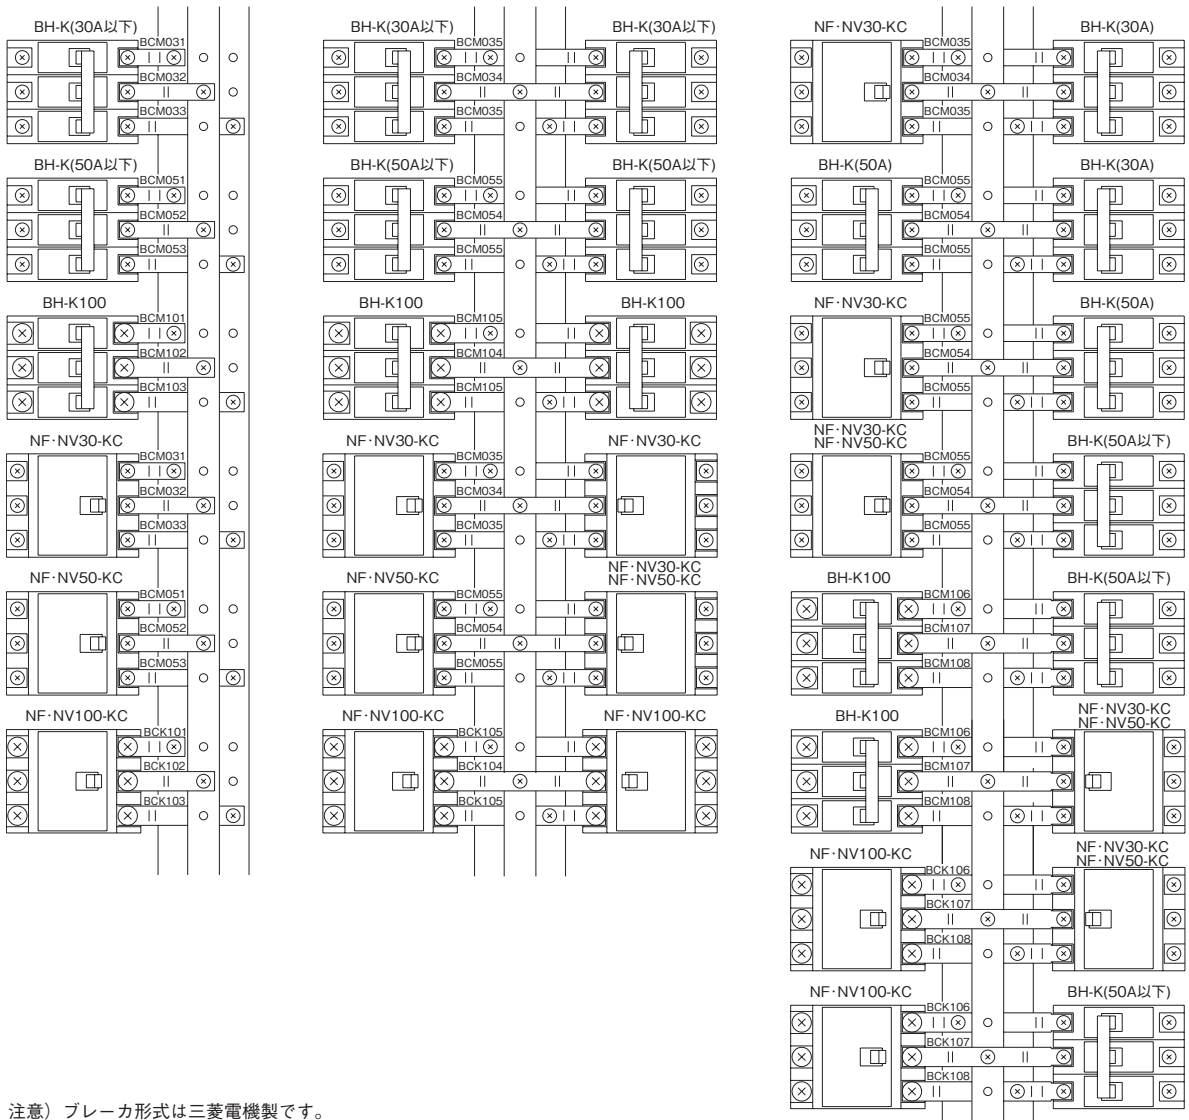 BH-K(30A以下)
BCM031
BCM032
BCM033
BH-K(50A以下)
BCM051
BCM052
BCM053
BH-K100
BCM101
BCM102
BCM103
NF·NV30-KC
BCM031
BCM032
BCM033
NF·NV50-KC
BCM051
BCM052
BCM053
NF·NV100-KC
BCK101
BCK102
BCK103
BH-K(30A以下) BH-K(30A以下)
BCM035
BCM034
BCM035
BH-K(50A以下) BH-K(50A以下)
BCM055
BCM054
BCM055
BH-K100 BH-K100
BCM105
BCM104
BCM105
NF·NV30-KC NF·NV30-KC
BCM035
BCM034
BCM035
NF·NV30-KC
NF·NV50-KC NF·NV50-KC
BCM055
BCM054
BCM055
NF·NV100-KC NF·NV100-KC
BCK105
BCK104
BCK105
NF·NV30-KC BH-K(30A)
BCM035
BCM034
BCM035
BH-K(50A) BH-K(30A)
BCM055
BCM054
BCM055
NF·NV30-KC BH-K(50A)
BCM055
BCM054
BCM055
NF·NV30-KC
NF·NV50-KC BH-K(50A以下)
BCM055
BCM054
BCM055
BH-K100 BH-K(50A以下)
BCM106
BCM107
BCM108
NF·NV30-KC
BH-K100 NF·NV50-KC
BCM106
BCM107
BCM108
NF·NV30-KC
NF·NV100-KC NF·NV50-KC
BCK106
BCK107
BCK108
NF·NV100-KC BH-K(50A以下)
BCK106
BCK107
BCK108
注意）ブレーカ形式は三菱電機製です。